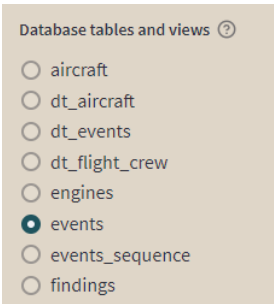 Database tables and views ?
aircraft
dt_aircraft
dt_events
dt_flight_crew
engines
events
events_sequence
findings